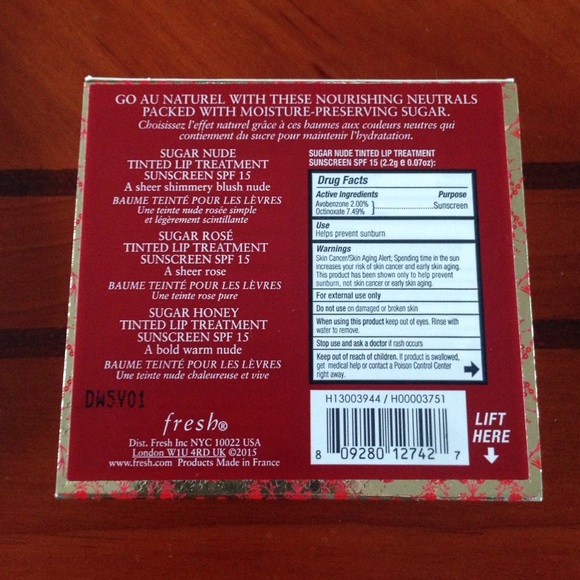 GO AU NATUREL WITH THESE NOURISHING NEUTRALS
PACKED WITH MOISTURE-PRESERVING SUGAR.
Choisissez l'effet naturel grâce à ces baumes aux couleurs neutres qui
contiennent du sucre pour maintenir l'hydratation.
SUGAR NUDE
TINTED LIP TREATMENT
SUNSCREEN SPF 15
A sheer shimmery blush nude
BAUME TEINTÉ POUR LES LÈVRES
Une teinte nude rosée simple
et légèrement scintillante
SUGAR ROSÉ
TINTED LIP TREATMENT
SUNSCREEN SPF 15
A sheer rose
BAUME TEINTÉ POUR LES LÈVRES
Une teinte rose pure
SUGAR HONEY
TINTED LIP TREATMENT
SUNSCREEN SPF 15
A bold warm nude
BAUME TEINTÉ POUR LES LÈVRES
Une teinte nude chaleureuse et vive
DW5V01
fresh®
Dist. Fresh Inc NYC 10022 USA
London W1U 4RD UK ©2015
www.fresh.com Products Made in France
SUGAR NUDE TINTED LIP TREATMENT
SUNSCREEN SPF 15 (2.2g e 0.07oz):
Drug Facts
Active Ingredients Purpose
Avobenzone 2.00%
Octinoxate 7.49% Sunscreen
Use
Helps prevent sunburn
Warnings
Skin Cancer/Skin Aging Alert, Spending time in the sun
increases your risk of skin cancer and early skin aging.
This product has been shown only to help prevent
sunburn, not skin cancer or early skin aging.
For external use only
Do not use on damaged or broken skin
When using this product keep out of eyes. Rinse with
water to remove.
Stop use and ask a doctor if rash occurs
Keep out of reach of children. If product is swallowed,
get medical help or contact a Poison Control Center
right away.
H13003944 / H00003751
8 09280 12742 7
LIFT
HERE